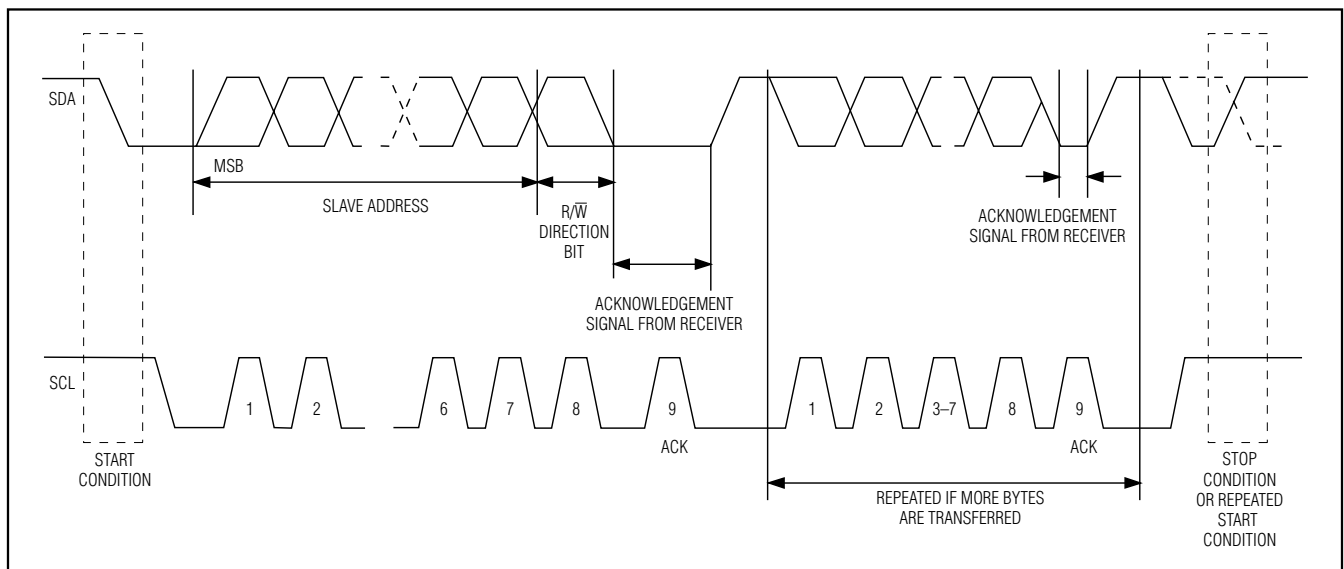 SDA
MSB
SLAVE ADDRESS
R/W̅
DIRECTION
BIT
ACKNOWLEDGEMENT
SIGNAL FROM RECEIVER
ACKNOWLEDGEMENT
SIGNAL FROM RECEIVER
SCL
1
2
6
7
8
9
ACK
1
2
3–7
8
9
ACK
START
CONDITION
REPEATED IF MORE BYTES
ARE TRANSFERRED
STOP
CONDITION
OR REPEATED
START
CONDITION